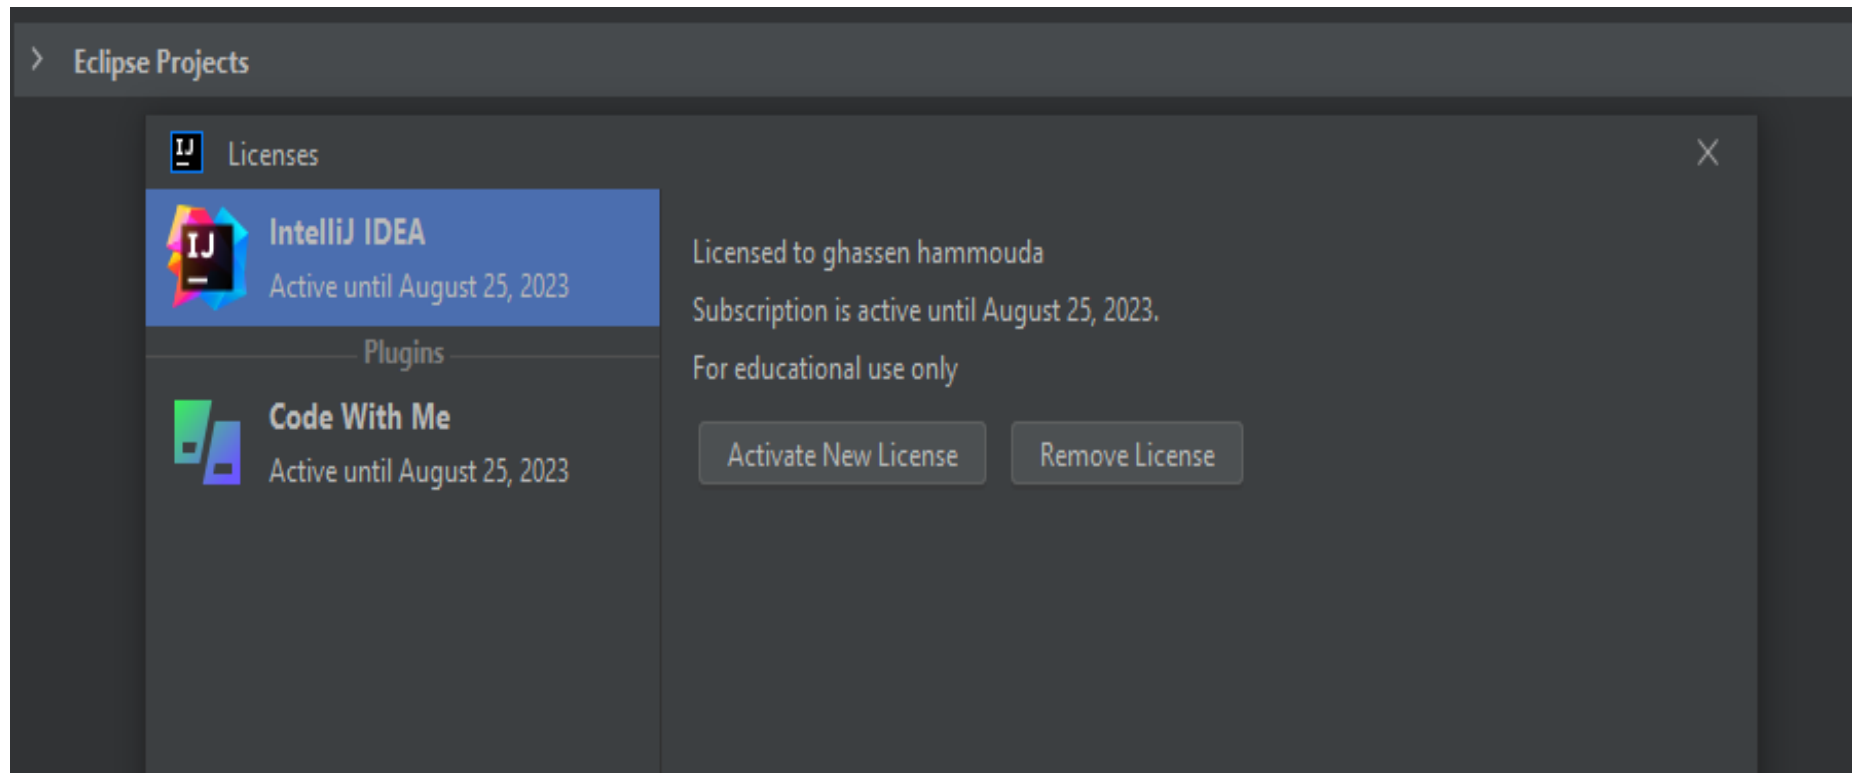 Eclipse Projects
IJ Licenses
IJ
IntelliJ IDEA
Active until August 25, 2023
Plugins
Code With Me
Active until August 25, 2023
Licensed to ghassen hammouda
Subscription is active until August 25, 2023.
For educational use only
Activate New License Remove License